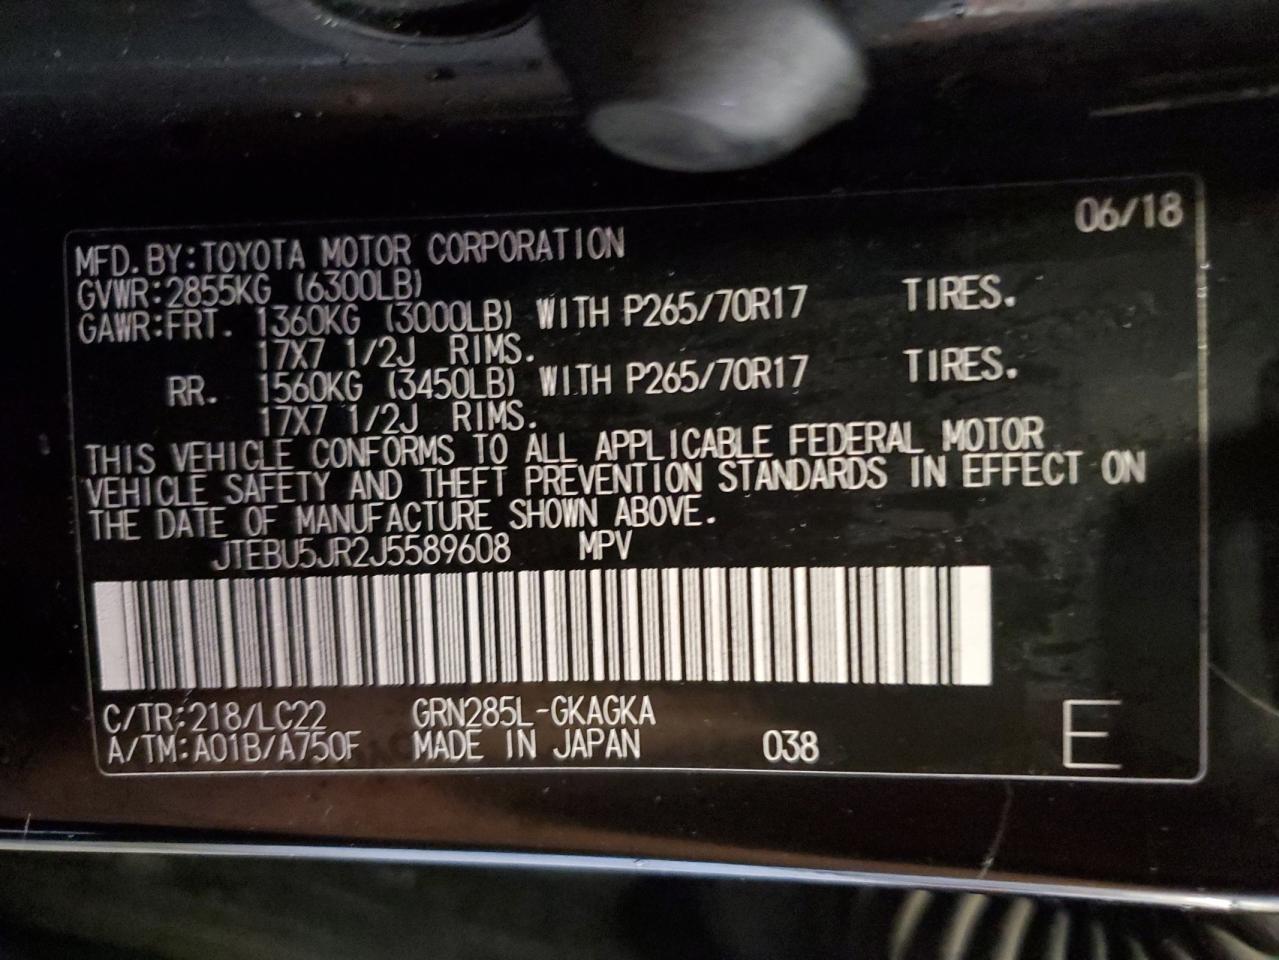 06/18
MFD.BY:TOYOTA MOTOR CORPORATION
GVWR:2855KG (6300LB)
GAWR:FRT. 1360KG (3000LB) WITH P265/70R17 TIRES.
17X7 1/2J RIMS.
RR. 1560KG (3450LB) WITH P265/70R17 TIRES.
17X7 1/2J RIMS.
THIS VEHICLE CONFORMS TO ALL APPLICABLE FEDERAL MOTOR
VEHICLE SAFETY AND THEFT PREVENTION STANDARDS IN EFFECT ON
THE DATE OF MANUFACTURE SHOWN ABOVE.
JTEBU5JR2J5589608 MPV
C/TR:218/LC22 GRN285L-GKAGKA
A/TM:A01B/A750F MADE IN JAPAN 038 E